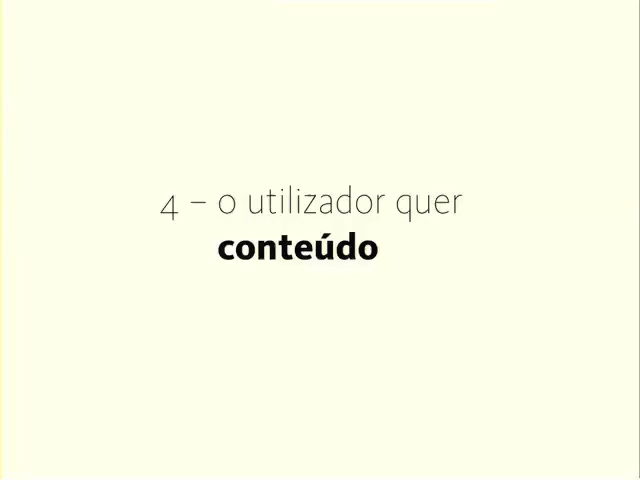 4 – o utilizador quer
conteúdo